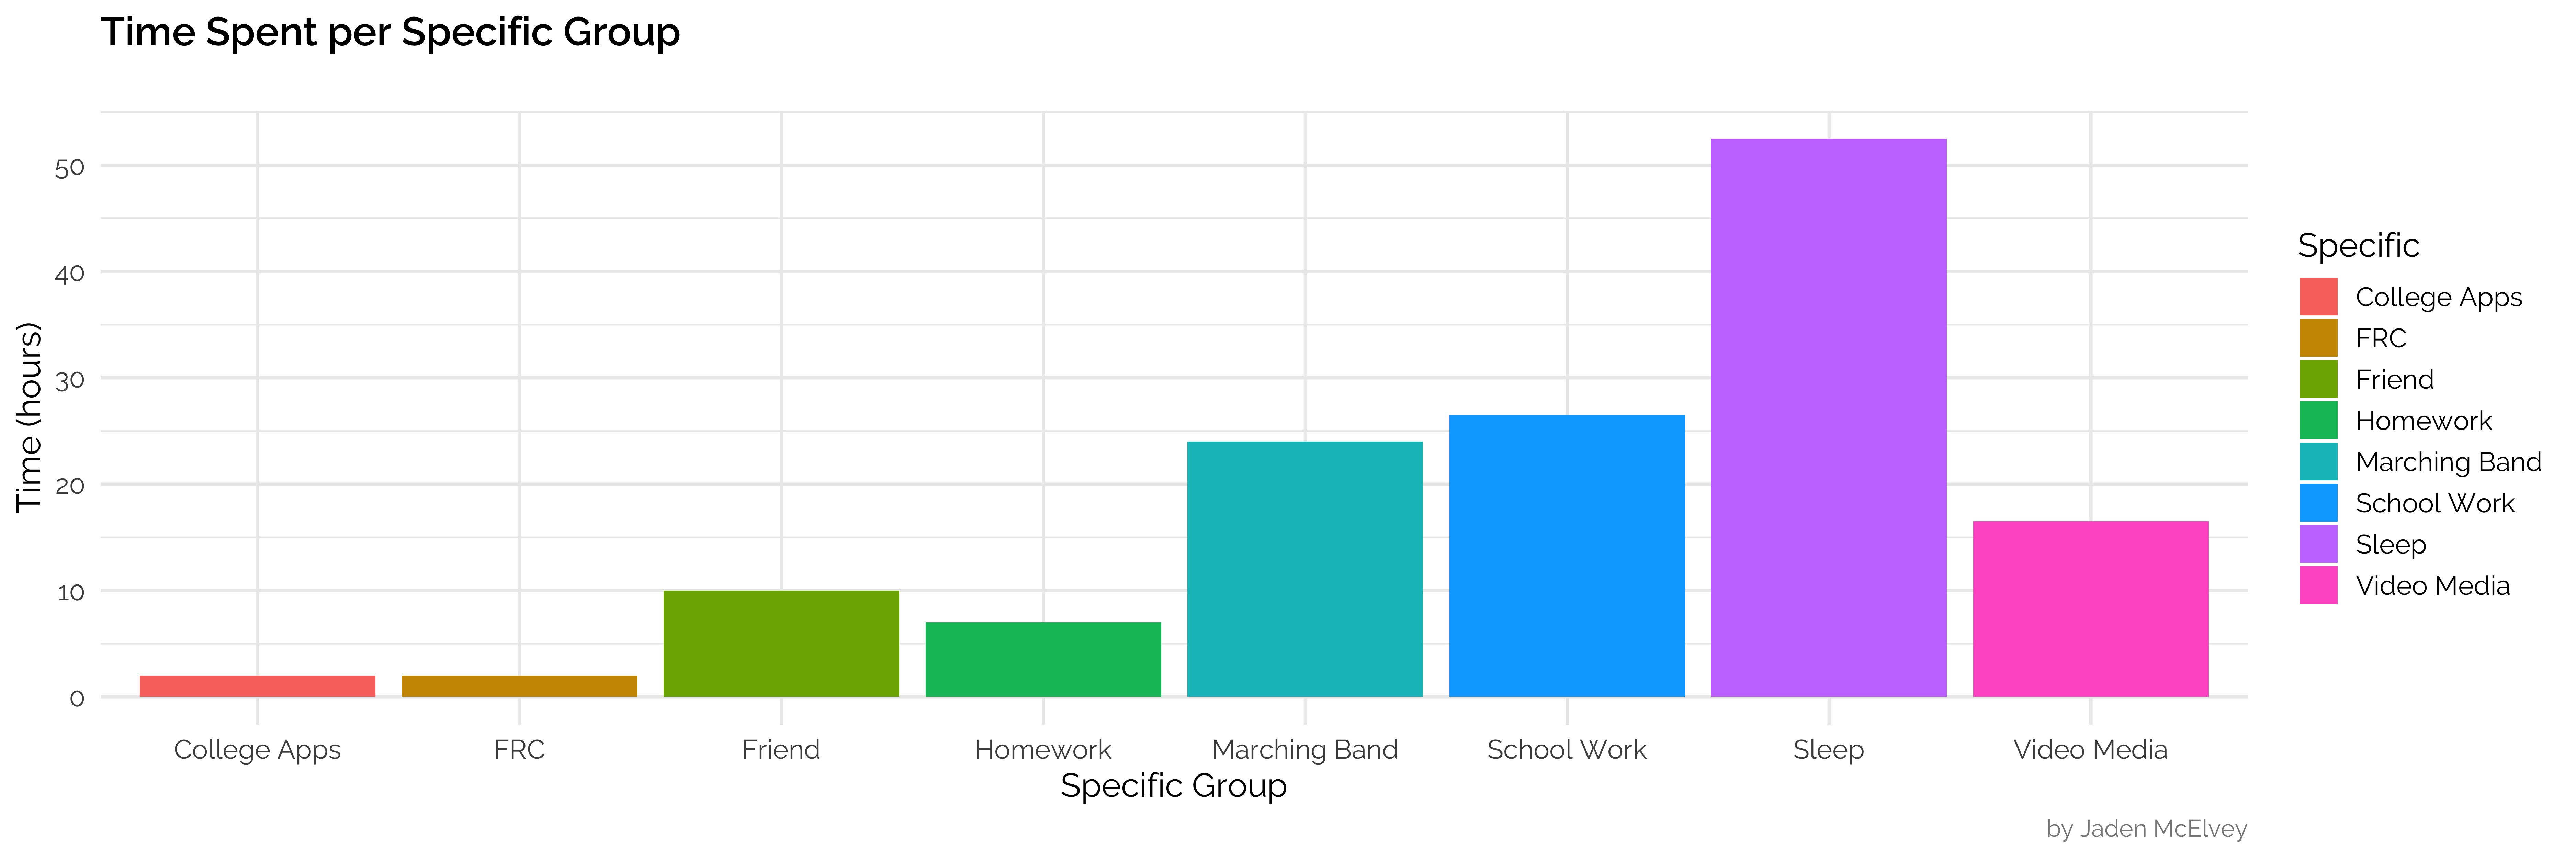 Time Spent per Specific Group
Time (hours)
50
40
30
20
10
0
College Apps
FRC
Friend
Homework
Marching Band
School Work
Sleep
Video Media
Specific Group
Specific
College Apps
FRC
Friend
Homework
Marching Band
School Work
Sleep
Video Media
by Jaden McElvey